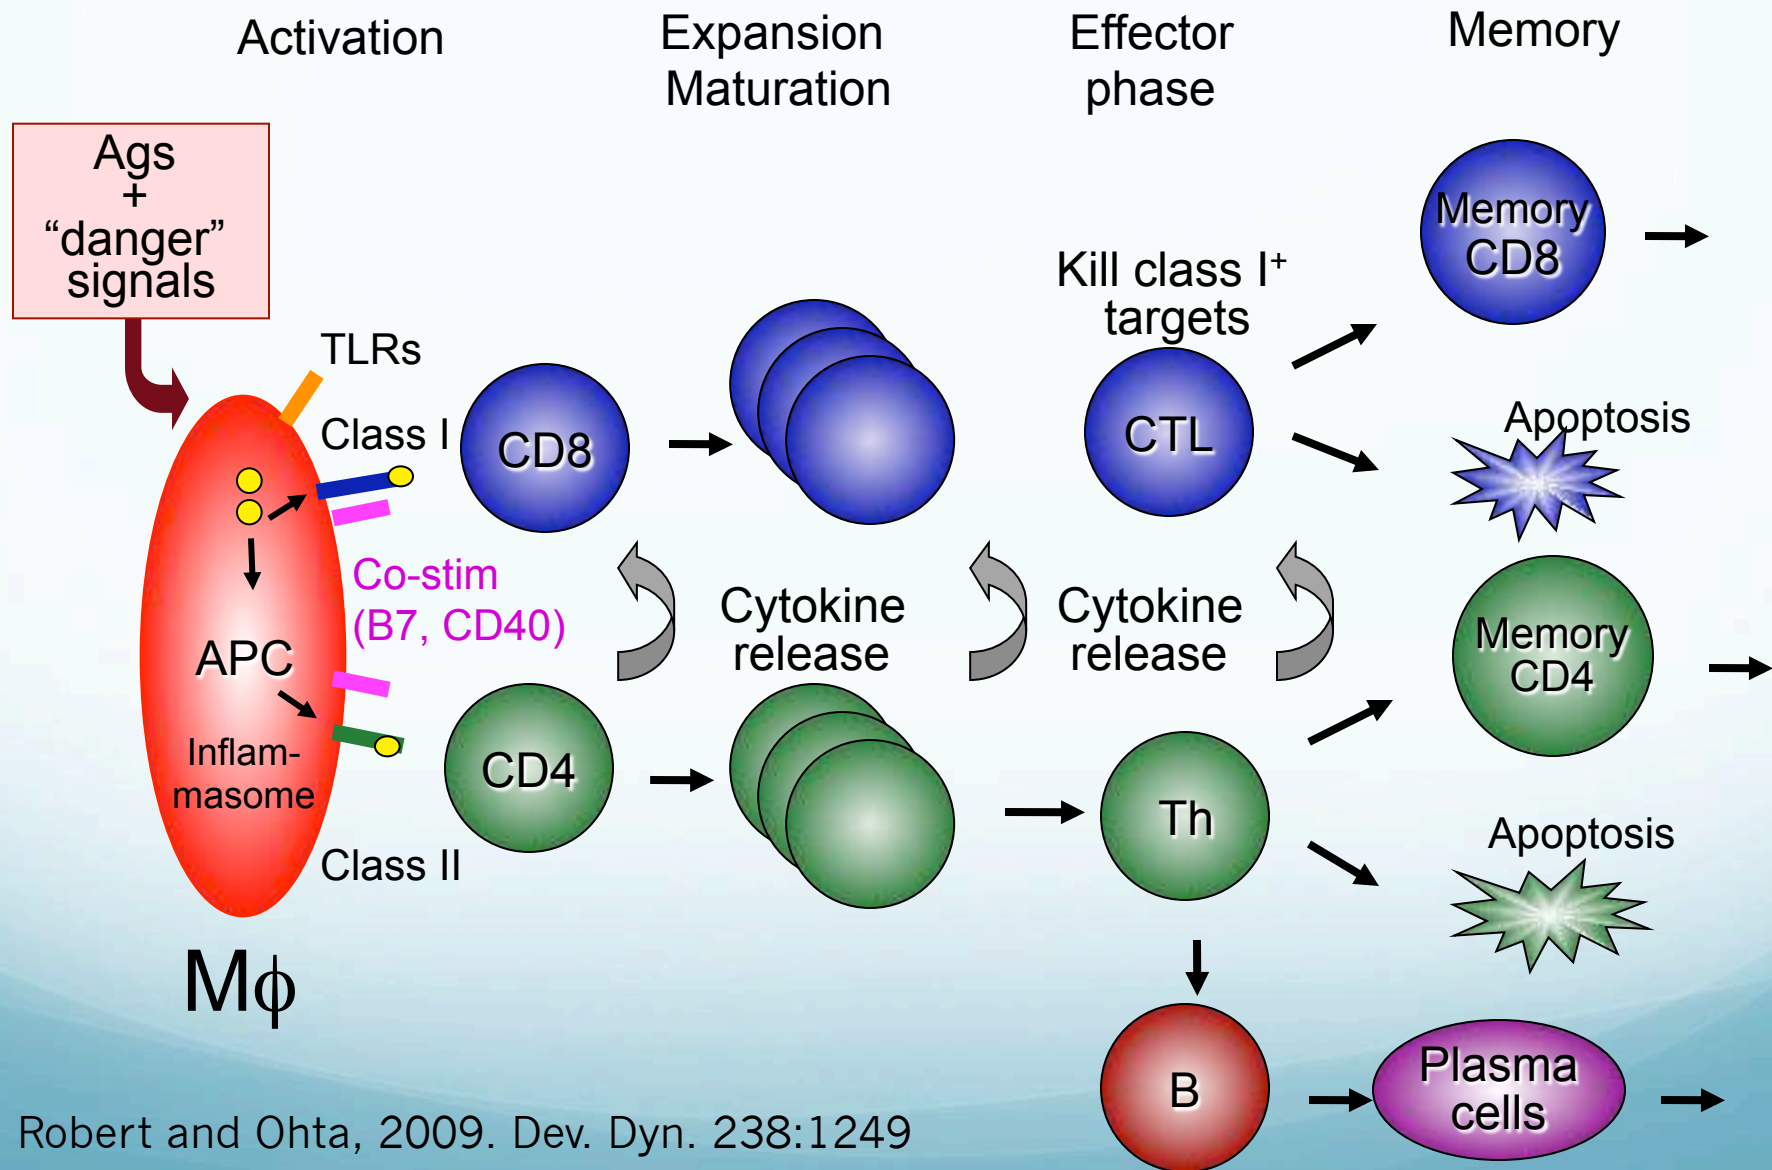 Activation
Expansion
Maturation
Effector
phase
Memory
Ags
+
“danger”
signals
TLRs
Class I
CD8
Kill class I⁺
targets
CTL
Memory
CD8
Apoptosis
Co-stim
(B7, CD40)
Cytokine
release
Cytokine
release
APC
Inflam-
masome
Class II
CD4
Th
Memory
CD4
Apoptosis
Mϕ
B
Plasma
cells
Robert and Ohta, 2009. Dev. Dyn. 238:1249